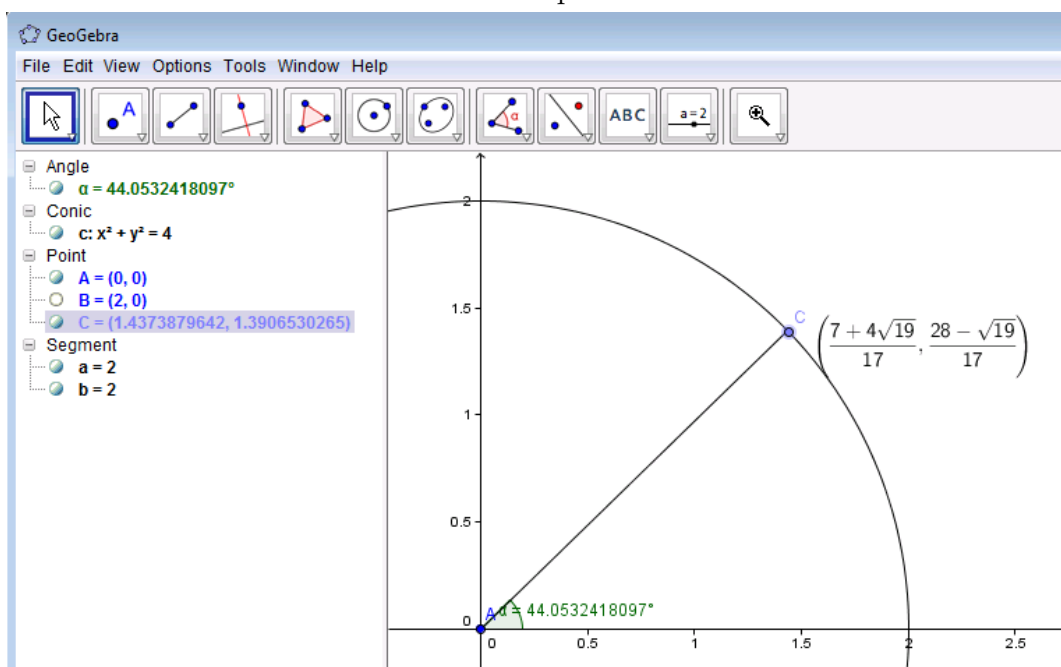 GeoGebra
File Edit View Options Tools Window Help
A α ABC a=2
Angle
α = 44.0532418097°
Conic
c: x² + y² = 4
Point
A = (0, 0)
B = (2, 0)
C = (1.4373879642, 1.3906530265)
Segment
a = 2
b = 2
2
1.5
1
0.5
0
C
(7 + 4√19 / 17, 28 − √19 / 17)
A
α = 44.0532418097°
0 0.5 1 1.5 2 2.5